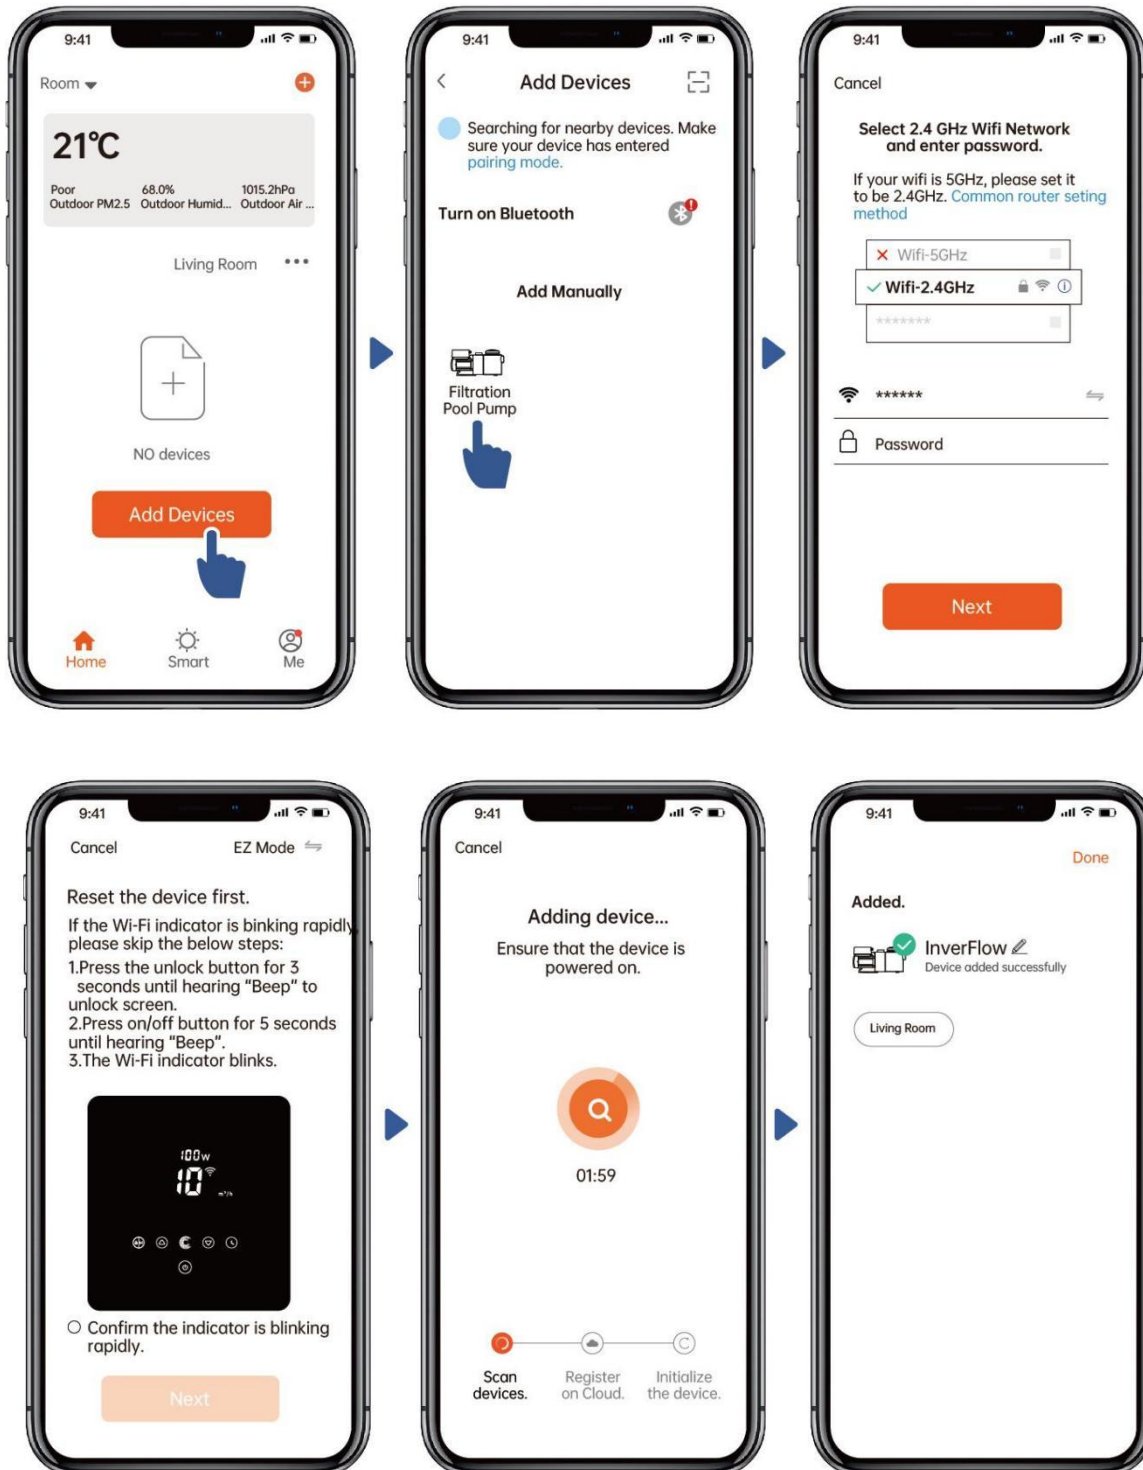 9:41
Room
21°C
Poor 68.0% 1015.2hPa
Outdoor PM2.5 Outdoor Humid... Outdoor Air ...
Living Room
NO devices
Add Devices
Home Smart Me
9:41
Add Devices
Searching for nearby devices. Make
sure your device has entered
pairing mode.
Turn on Bluetooth
Add Manually
Filtration
Pool Pump
9:41
Cancel
Select 2.4 GHz Wifi Network
and enter password.
If your wifi is 5GHz, please set it
to be 2.4GHz. Common router seting
method
Wifi-5GHz
Wifi-2.4GHz
*******
******
Password
Next
9:41
Cancel EZ Mode
Reset the device first.
If the Wi-Fi indicator is binking rapidly,
please skip the below steps:
1.Press the unlock button for 3
seconds until hearing "Beep" to
unlock screen.
2.Press on/off button for 5 seconds
until hearing "Beep".
3.The Wi-Fi indicator blinks.
100w
10
m³/h
Confirm the indicator is blinking
rapidly.
Next
9:41
Cancel
Adding device...
Ensure that the device is
powered on.
01:59
Scan Register Initialize
devices. on Cloud. the device.
9:41
Done
Added.
InverFlow
Device added successfully
Living Room